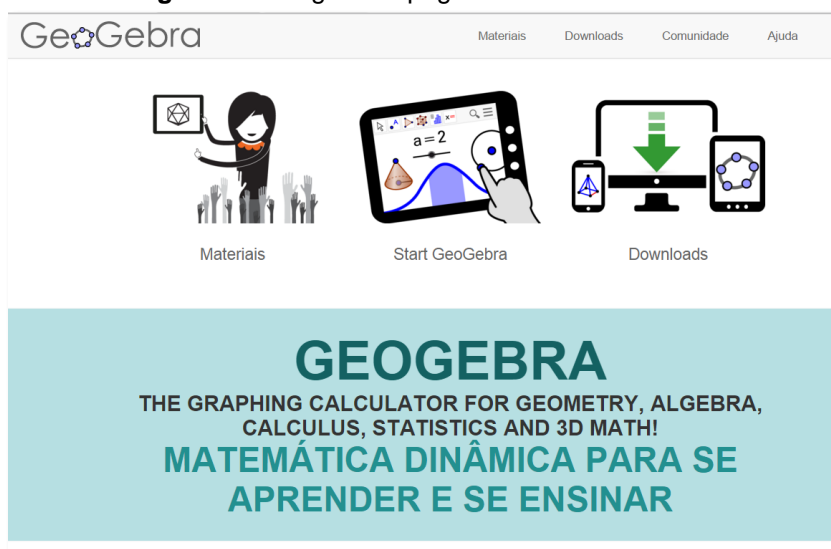 GeoGebra
Materiais Downloads Comunidade Ajuda
a=2
Materiais
Start GeoGebra
Downloads
GEOGEBRA
THE GRAPHING CALCULATOR FOR GEOMETRY, ALGEBRA,
CALCULUS, STATISTICS AND 3D MATH!
MATEMÁTICA DINÂMICA PARA SE
APRENDER E SE ENSINAR